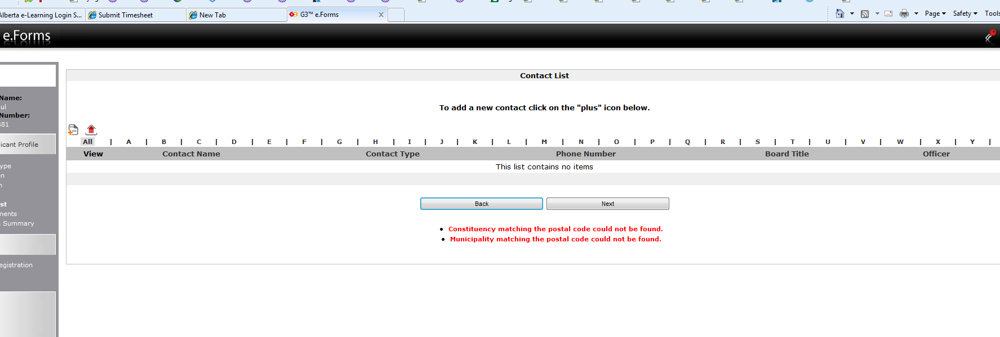 Alberta e-Learning Login S...
Submit Timesheet
New Tab
G3™ e.Forms
x
Page
Safety
Tools
e.Forms
Name:
ul
Number:
481
icant Profile
ype
on
n
st
ments
Summary
egistration
Contact List
To add a new contact click on the "plus" icon below.
All | A | B | C | D | E | F | G | H | I | J | K | L | M | N | O | P | Q | R | S | T | U | V | W | X | Y |
View Contact Name Contact Type Phone Number Board Title Officer
This list contains no items
Back Next
• Constituency matching the postal code could not be found.
• Municipality matching the postal code could not be found.